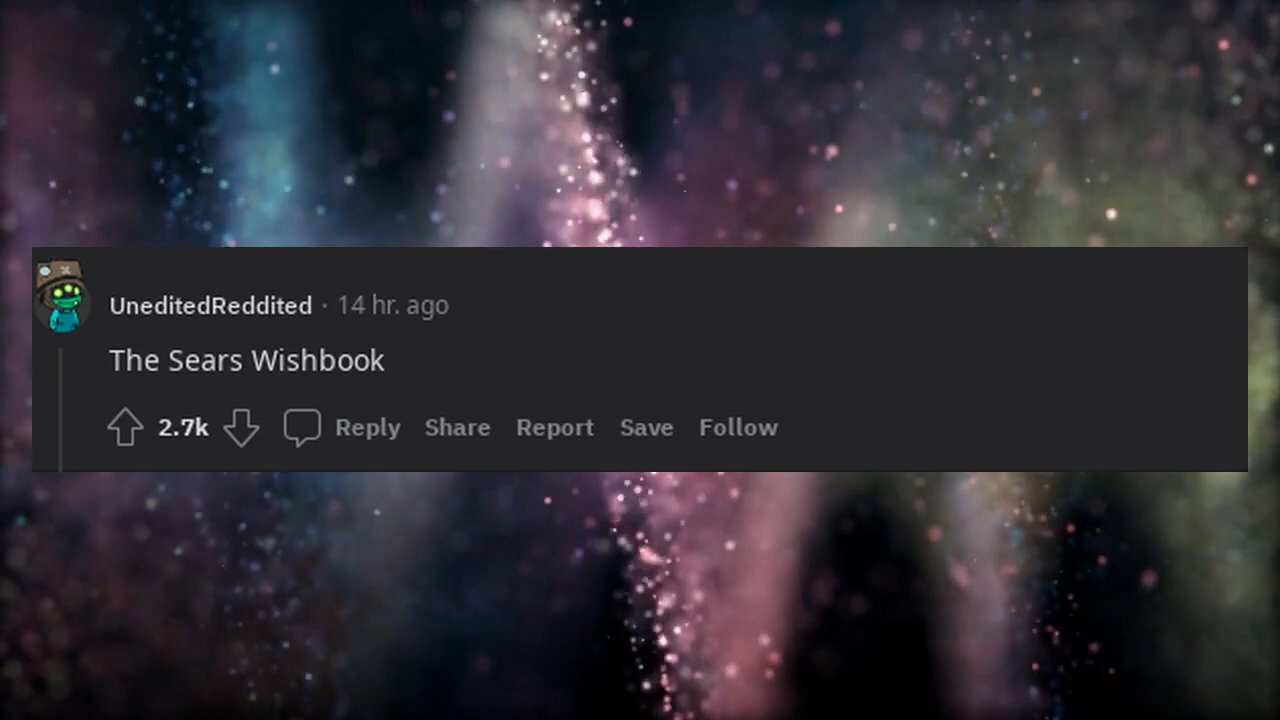 UneditedReddited · 14 hr. ago
The Sears Wishbook
2.7k Reply Share Report Save Follow